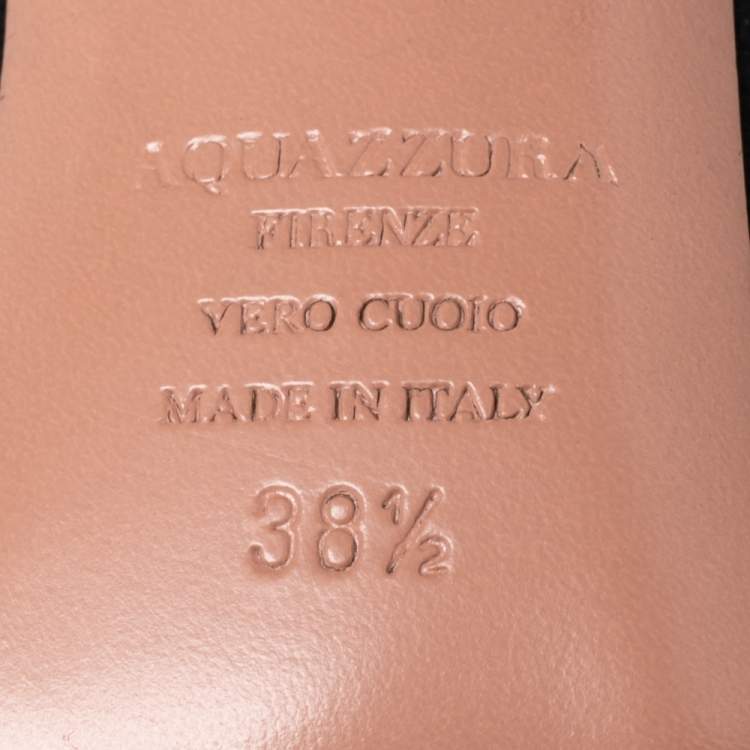 AQUAZZURA
FIRENZE
VERO CUOIO
MADE IN ITALY
38½